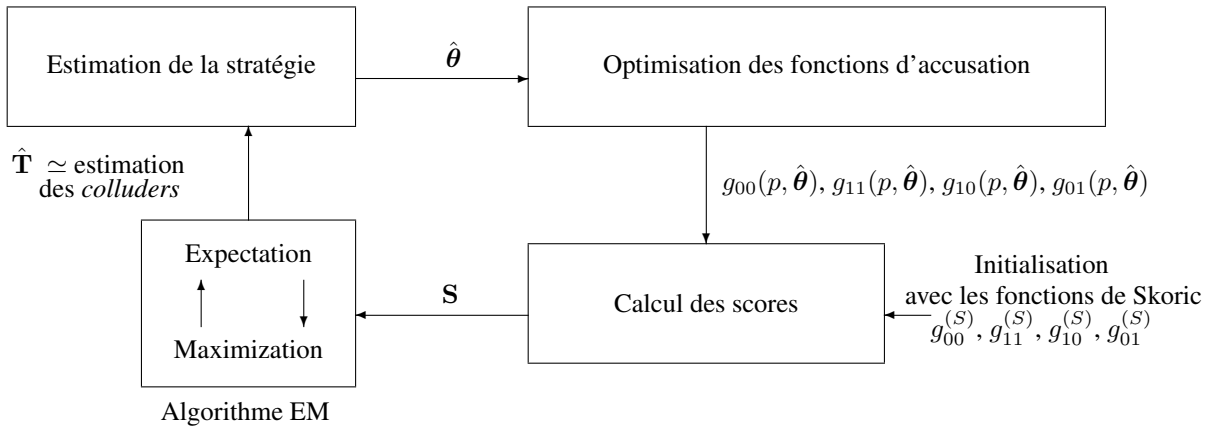 Estimation de la stratégie
θ̂
Optimisation des fonctions d'accusation
T̂ ≃ estimation
des colluders
g₀₀(p, θ̂), g₁₁(p, θ̂), g₁₀(p, θ̂), g₀₁(p, θ̂)
Expectation
Maximization
Algorithme EM
S
Calcul des scores
Initialisation
avec les fonctions de Skoric
g₀₀⁽ˢ⁾, g₁₁⁽ˢ⁾, g₁₀⁽ˢ⁾, g₀₁⁽ˢ⁾